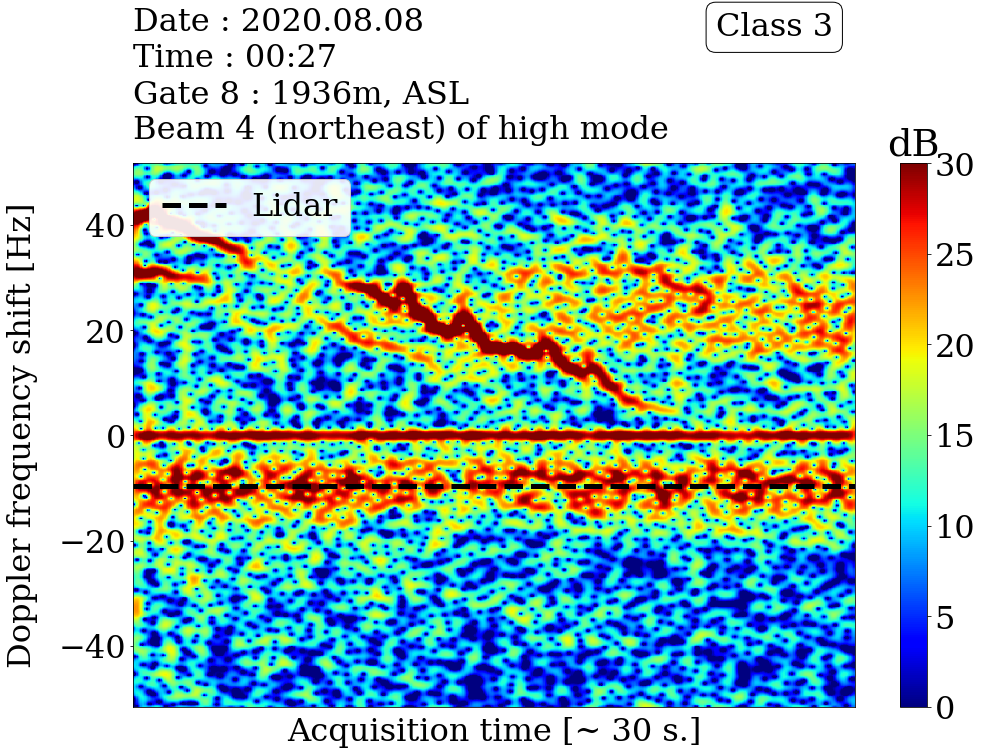 Date : 2020.08.08
Time : 00:27
Gate 8 : 1936m, ASL
Beam 4 (northeast) of high mode
Class 3
dB
Lidar
Doppler frequency shift [Hz]
40
20
0
−20
−40
30
25
20
15
10
5
0
Acquisition time [~ 30 s.]